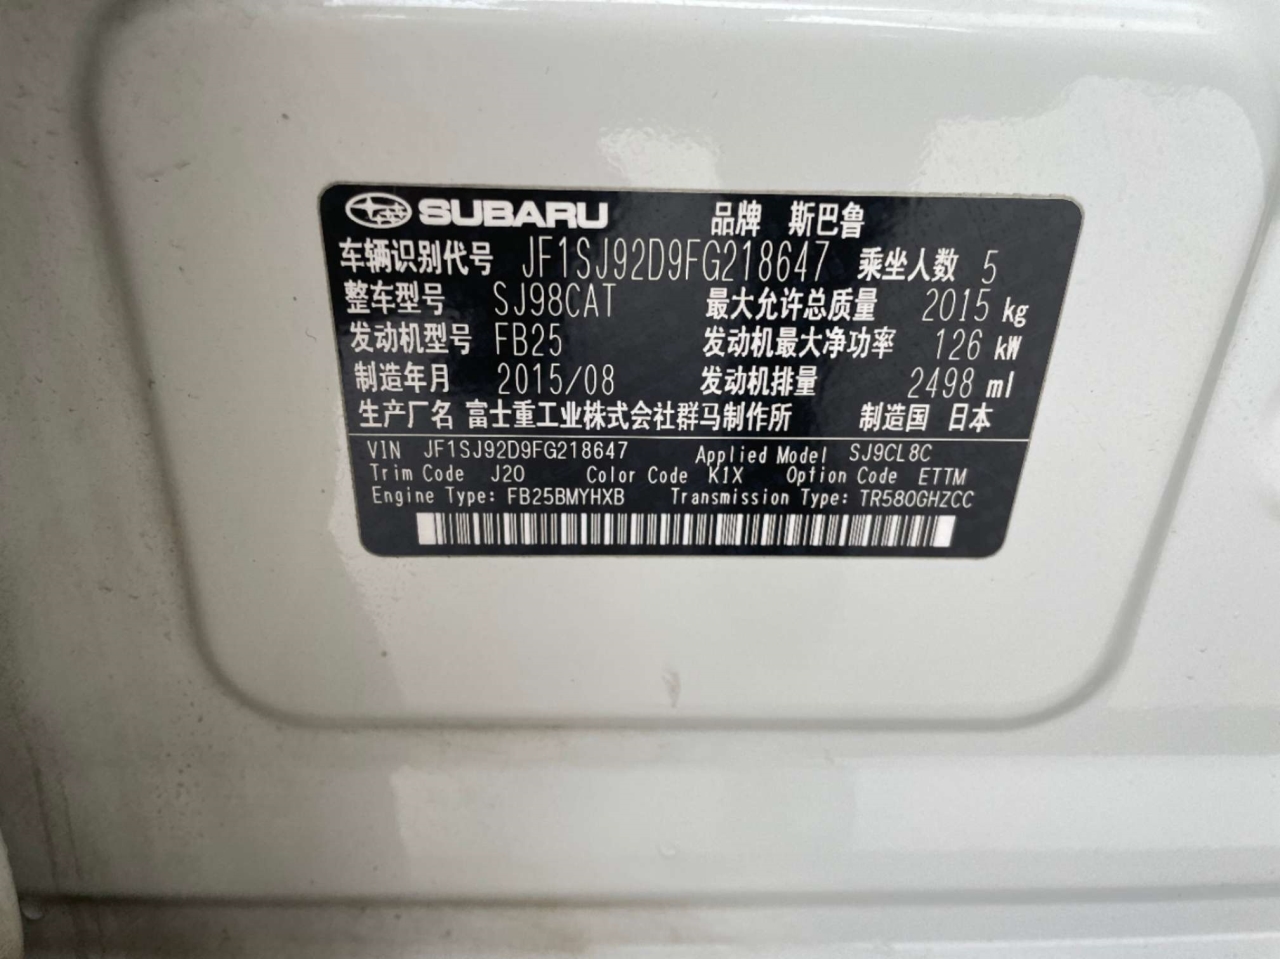 SUBARU 品牌 斯巴鲁
车辆识别代号 JF1SJ92D9FG218647 乘坐人数 5
整车型号 SJ98CAT 最大允许总质量 2015 kg
发动机型号 FB25 发动机最大净功率 126 kW
制造年月 2015/08 发动机排量 2498 ml
生产厂名 富士重工业株式会社群马制作所 制造国 日本
VIN JF1SJ92D9FG218647 Applied Model SJ9CL8C
Trim Code J20 Color Code K1X Option Code ETTM
Engine Type: FB25BMYHXB Transmission Type: TR580GHZCC